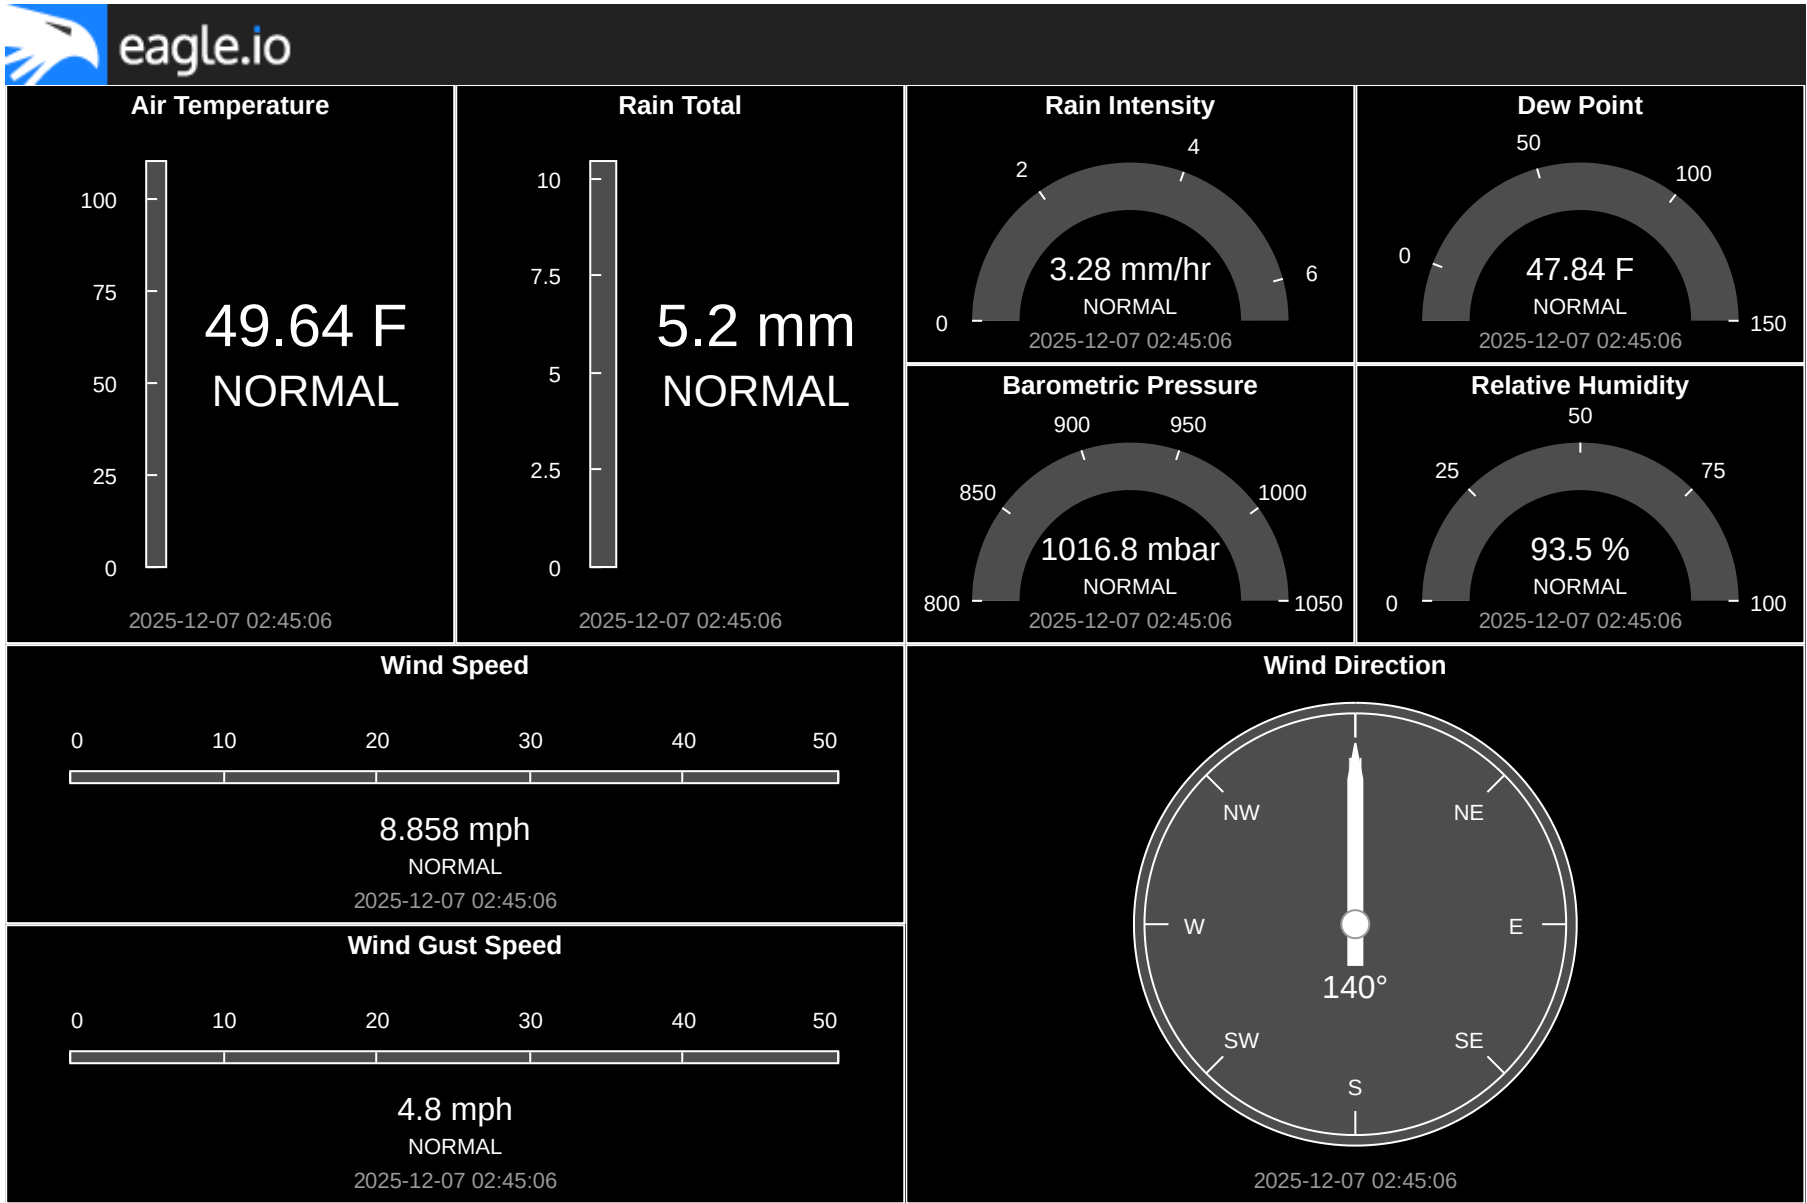 eagle.io
Air Temperature
100
75
50
25
0
49.64 F
NORMAL
2025-12-07 02:45:06
Rain Total
10
7.5
5
2.5
0
5.2 mm
NORMAL
2025-12-07 02:45:06
Rain Intensity
0
2
4
6
3.28 mm/hr
NORMAL
2025-12-07 02:45:06
Dew Point
0
50
100
150
47.84 F
NORMAL
2025-12-07 02:45:06
Barometric Pressure
800
850
900
950
1000
1050
1016.8 mbar
NORMAL
2025-12-07 02:45:06
Relative Humidity
0
25
50
75
100
93.5 %
NORMAL
2025-12-07 02:45:06
Wind Speed
0 10 20 30 40 50
8.858 mph
NORMAL
2025-12-07 02:45:06
Wind Gust Speed
0 10 20 30 40 50
4.8 mph
NORMAL
2025-12-07 02:45:06
Wind Direction
NW NE
W E
140°
SW SE
S
2025-12-07 02:45:06